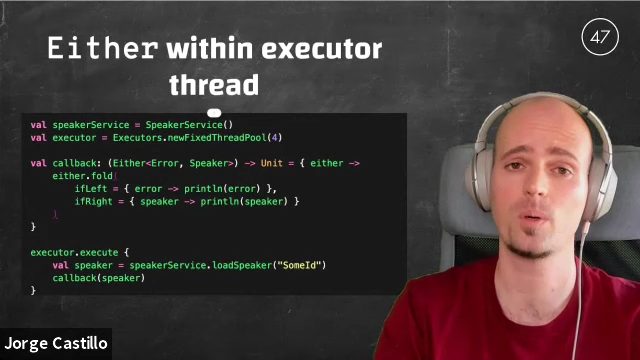 47
Either within executor
thread
val speakerService = SpeakerService()
val executor = Executors.newFixedThreadPool(4)
val callback: (Either<Error, Speaker>) -> Unit = { either ->
either.fold(
ifLeft = { error -> println(error) },
ifRight = { speaker -> println(speaker) }
)
}
executor.execute {
val speaker = speakerService.loadSpeaker("SomeId")
callback(speaker)
}
Jorge Castillo